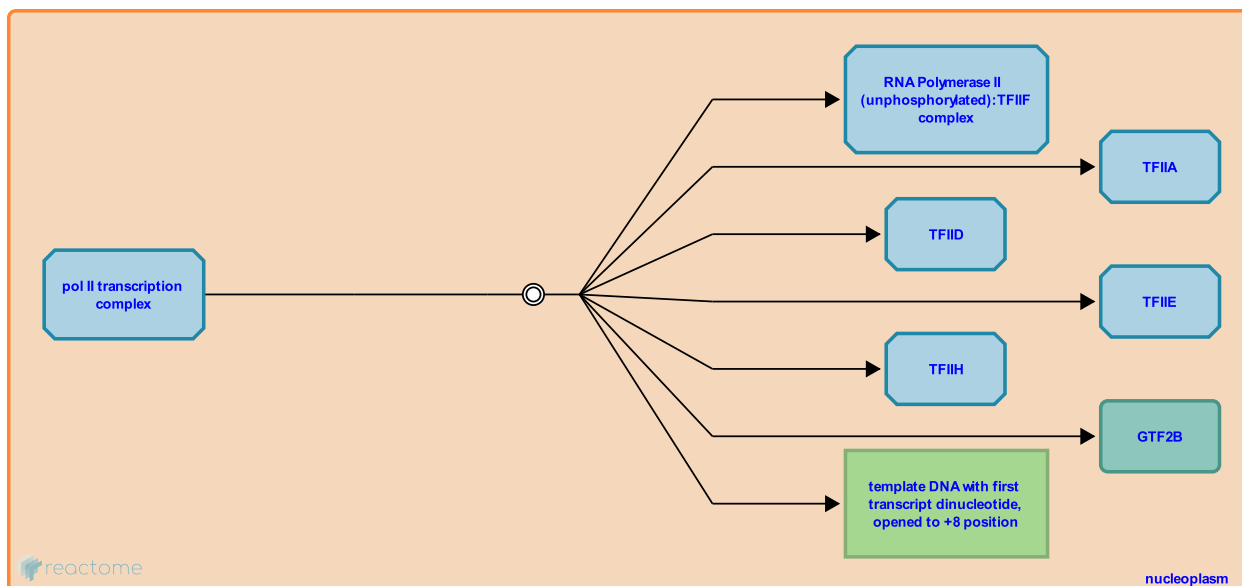 RNA Polymerase II
(unphosphorylated):TFIIF
complex
TFIIA
TFIID
pol II transcription
complex
TFIIE
TFIIH
GTF2B
template DNA with first
transcript dinucleotide,
opened to +8 position
reactome
nucleoplasm